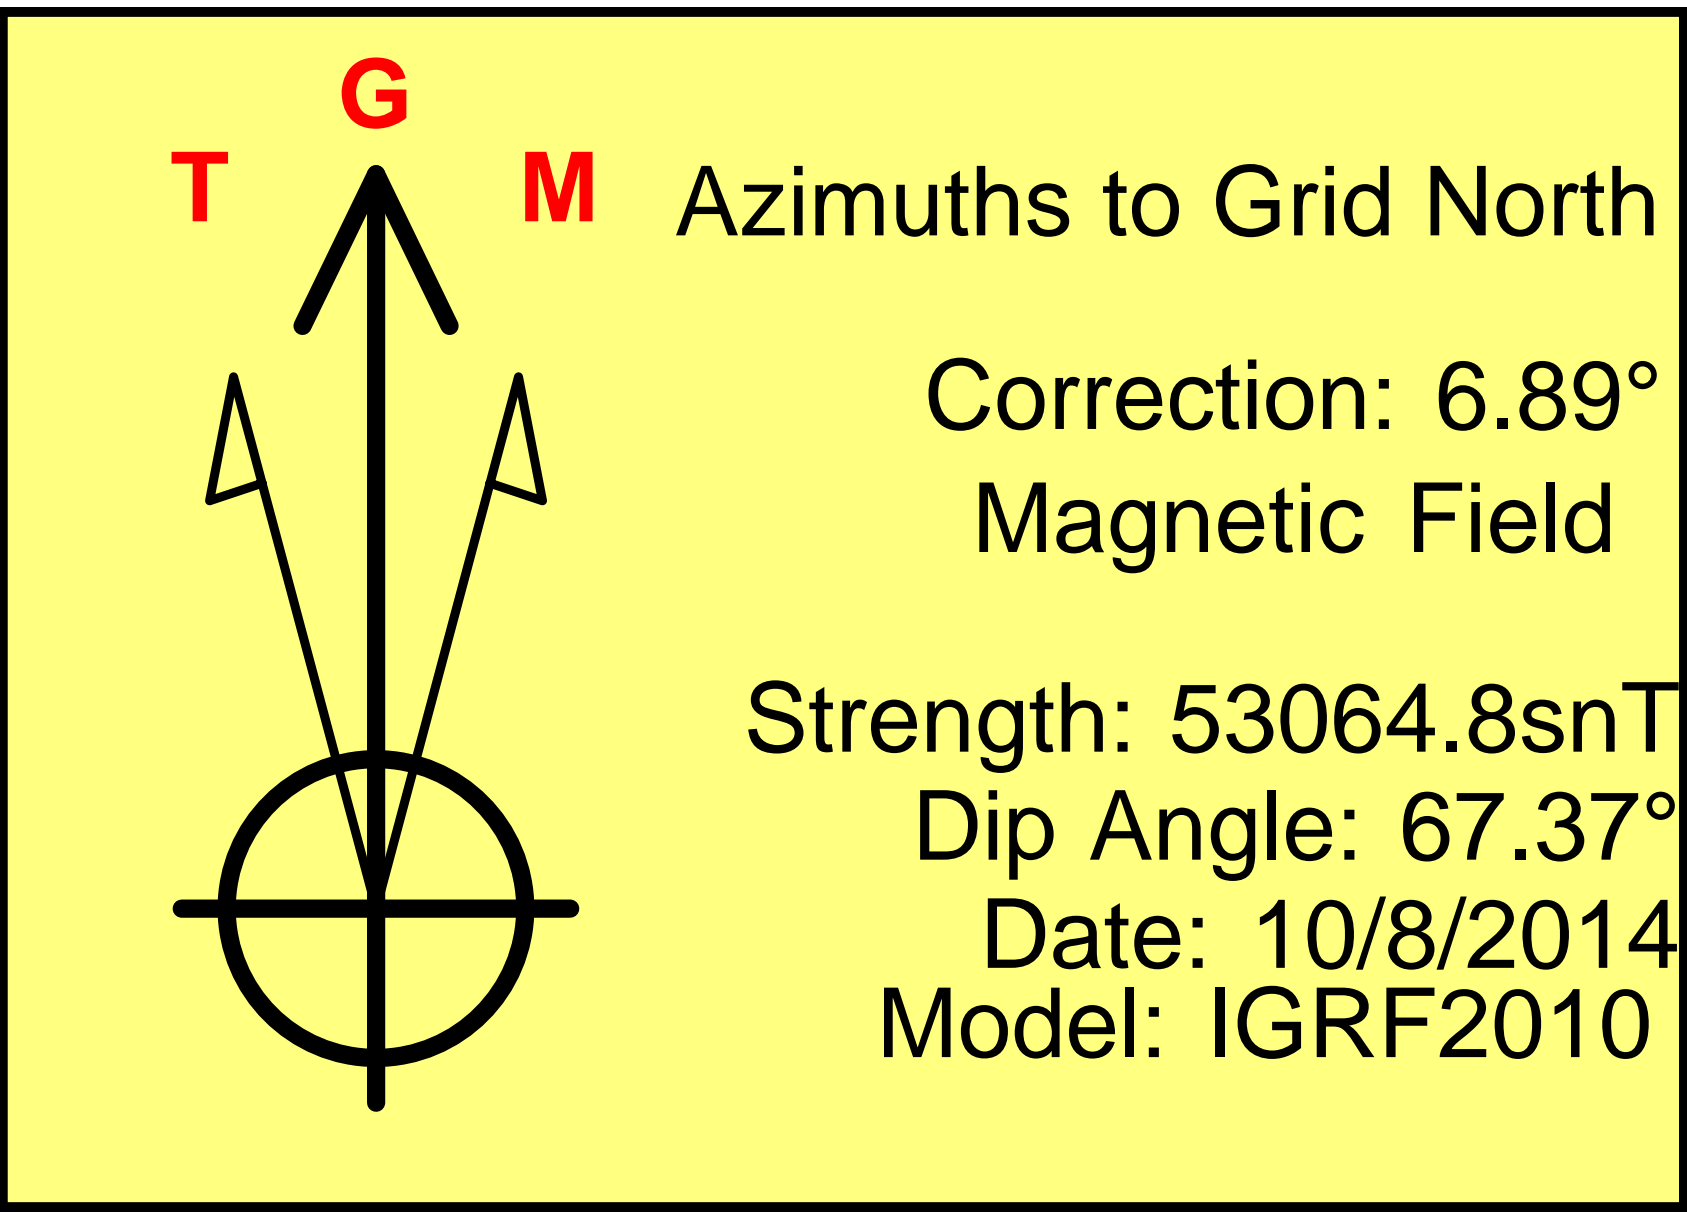 G
T M
Azimuths to Grid North
Correction: 6.89°
Magnetic Field
Strength: 53064.8snT
Dip Angle: 67.37°
Date: 10/8/2014
Model: IGRF2010